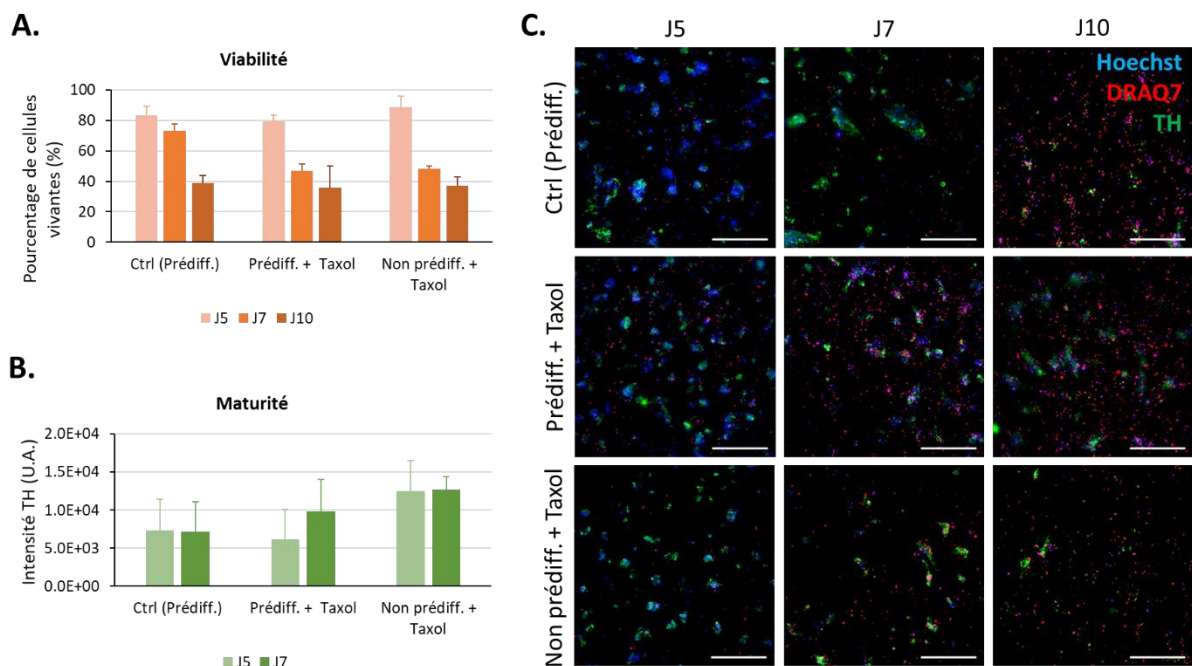 A.
Viabilité
Pourcentage de cellules
vivantes (%)
100
80
60
40
20
0
Ctrl (Prédiff.)
Prédiff. + Taxol
Non prédiff. +
Taxol
J5 J7 J10
B.
Maturité
Intensité TH (U.A.)
2.0E+04
1.5E+04
1.0E+04
5.0E+03
0.0E+00
Ctrl (Prédiff.)
Prédiff. + Taxol
Non prédiff. +
Taxol
J5 J7
C.
J5 J7 J10
Ctrl (Prédiff.)
Hoechst
DRAQ7
TH
Prédiff. + Taxol
Non prédiff. + Taxol